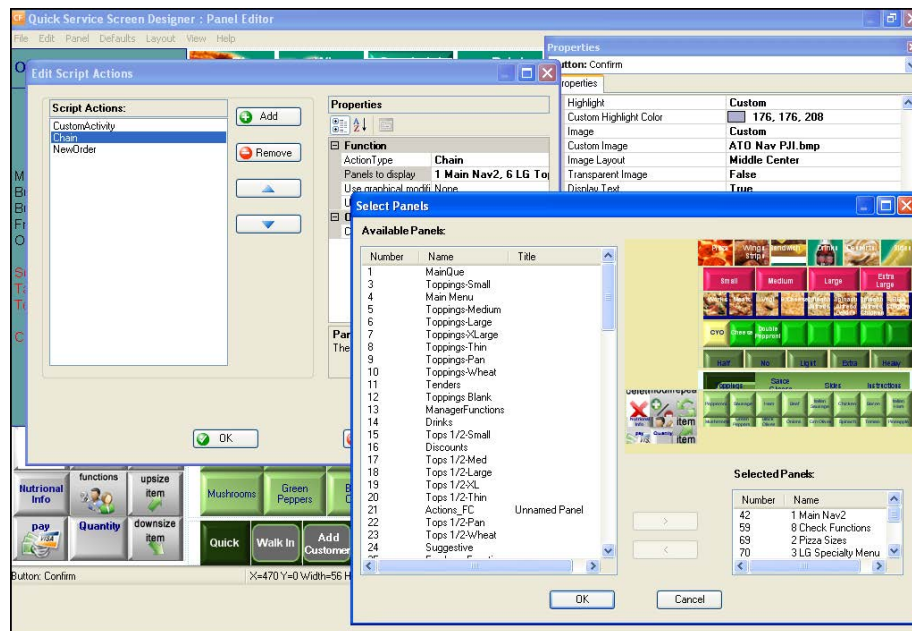 Quick Service Screen Designer : Panel Editor
File Edit Panel Defaults Layout View Help
Properties
Button: Confirm
Properties
Highlight Custom
Custom Highlight Color 176, 176, 208
Image Custom
Custom Image ATO Nav PJI.bmp
Image Layout Middle Center
Transparent Image False
Display Text True
Edit Script Actions
Script Actions:
CustomActivity
Chain
NewOrder
Add
Remove
OK
Properties
Function
ActionType Chain
Panels to display 1 Main Nav2, 6 LG To
Use graphical modifi None
Select Panels
Available Panels:
Number Name Title
1 MainQue
3 Toppings-Small
4 Main Menu
5 Toppings-Medium
6 Toppings-Large
7 Toppings-XLarge
8 Toppings-Thin
9 Toppings-Pan
10 Toppings-Wheat
11 Tenders
12 Toppings Blank
13 ManagerFunctions
14 Drinks
15 Tops 1/2-Small
16 Discounts
17 Tops 1/2-Med
18 Tops 1/2-Large
19 Tops 1/2-XL
20 Tops 1/2-Thin
21 Actions_FC Unnamed Panel
22 Tops 1/2-Pan
23 Tops 1/2-Wheat
24 Suggestive
Small Medium Large Extra Large
CYO Cheese Double Pepperoni
Half No Light Extra Heavy
Toppings Sauce Cheese Sides Instructions
Selected Panels:
Number Name
42 1 Main Nav2
59 8 Check Functions
69 2 Pizza Sizes
70 3 LG Specialty Menu
OK Cancel
Nutrional Info
functions
upsize item
pay
Quantity
downsize item
Mushrooms
Green Peppers
Quick
Walk In
Add Customer
Button: Confirm
X=470 Y=0 Width=56 H